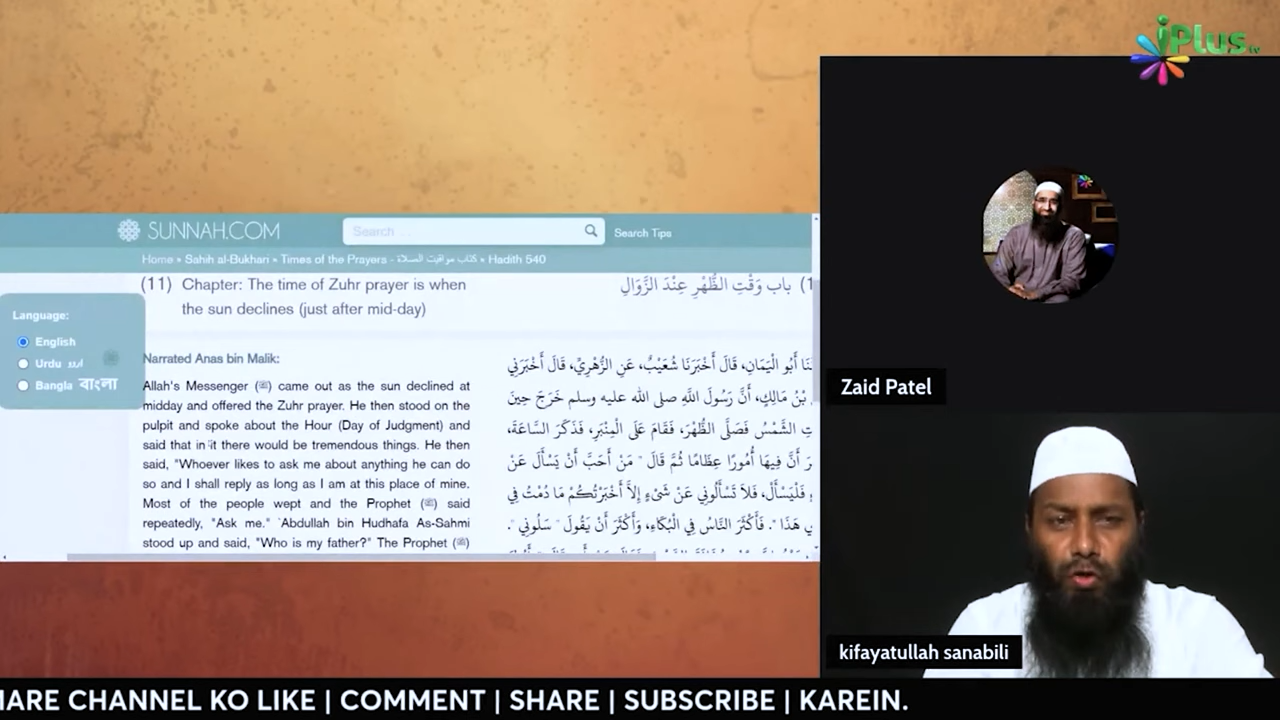 iPlus tv
SUNNAH.COM
Search ...
Search Tips
Home » Sahih al-Bukhari » Times of the Prayers - كتاب مواقيت الصلاة » Hadith 540
(11) Chapter: The time of Zuhr prayer is when
the sun declines (just after mid-day)
باب وَقْتِ الظُّهْرِ عِنْدَ الزَّوَالِ
Language:
English
Urdu اردو
Bangla বাংলা
Narrated Anas bin Malik:
Allah's Messenger (ﷺ) came out as the sun declined at
midday and offered the Zuhr prayer. He then stood on the
pulpit and spoke about the Hour (Day of Judgment) and
said that in it there would be tremendous things. He then
said, "Whoever likes to ask me about anything he can do
so and I shall reply as long as I am at this place of mine.
Most of the people wept and the Prophet (ﷺ) said
repeatedly, "Ask me." `Abdullah bin Hudhafa As-Sahmi
stood up and said, "Who is my father?" The Prophet (ﷺ)
أَبُو الْيَمَانِ، قَالَ أَخْبَرَنَا شُعَيْبٌ، عَنِ الزُّهْرِيِّ، قَالَ أَخْبَرَنِي
بْنُ مَالِكٍ، أَنَّ رَسُولَ اللَّهِ صلى الله عليه وسلم خَرَجَ حِينَ
الشَّمْسُ فَصَلَّى الظُّهْرَ، فَقَامَ عَلَى الْمِنْبَرِ، فَذَكَرَ السَّاعَةَ،
أَنَّ فِيهَا أُمُورًا عِظَامًا ثُمَّ قَالَ " مَنْ أَحَبَّ أَنْ يَسْأَلَ عَنْ
فَلْيَسْأَلْ، فَلاَ تَسْأَلُونِي عَنْ شَىْءٍ إِلاَّ أَخْبَرْتُكُمْ مَا دُمْتُ فِي
هَذَا ". فَأَكْثَرَ النَّاسُ فِي الْبُكَاءِ، وَأَكْثَرَ أَنْ يَقُولَ " سَلُونِي ".
Zaid Patel
kifayatullah sanabili
MARE CHANNEL KO LIKE | COMMENT | SHARE | SUBSCRIBE | KAREIN.